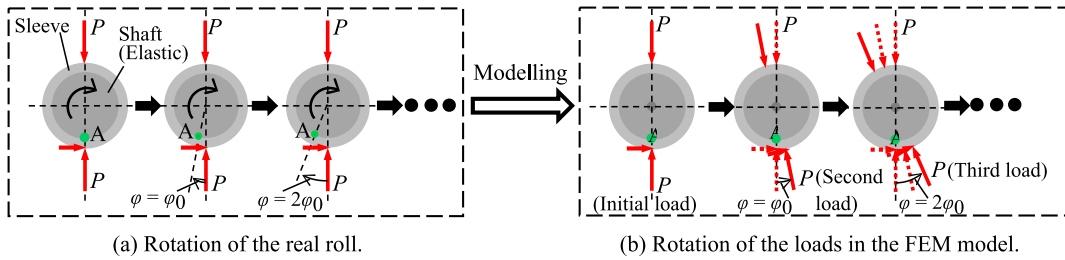 Sleeve
Shaft
(Elastic)
P
P
P
A
A
A
P
P
P
φ = φ0
φ = 2φ0
Modelling
P
P
P
A
A
A
(Initial load)
P
P (Second
load)
P (Third load)
φ = φ0
φ = 2φ0
(a) Rotation of the real roll.
(b) Rotation of the loads in the FEM model.